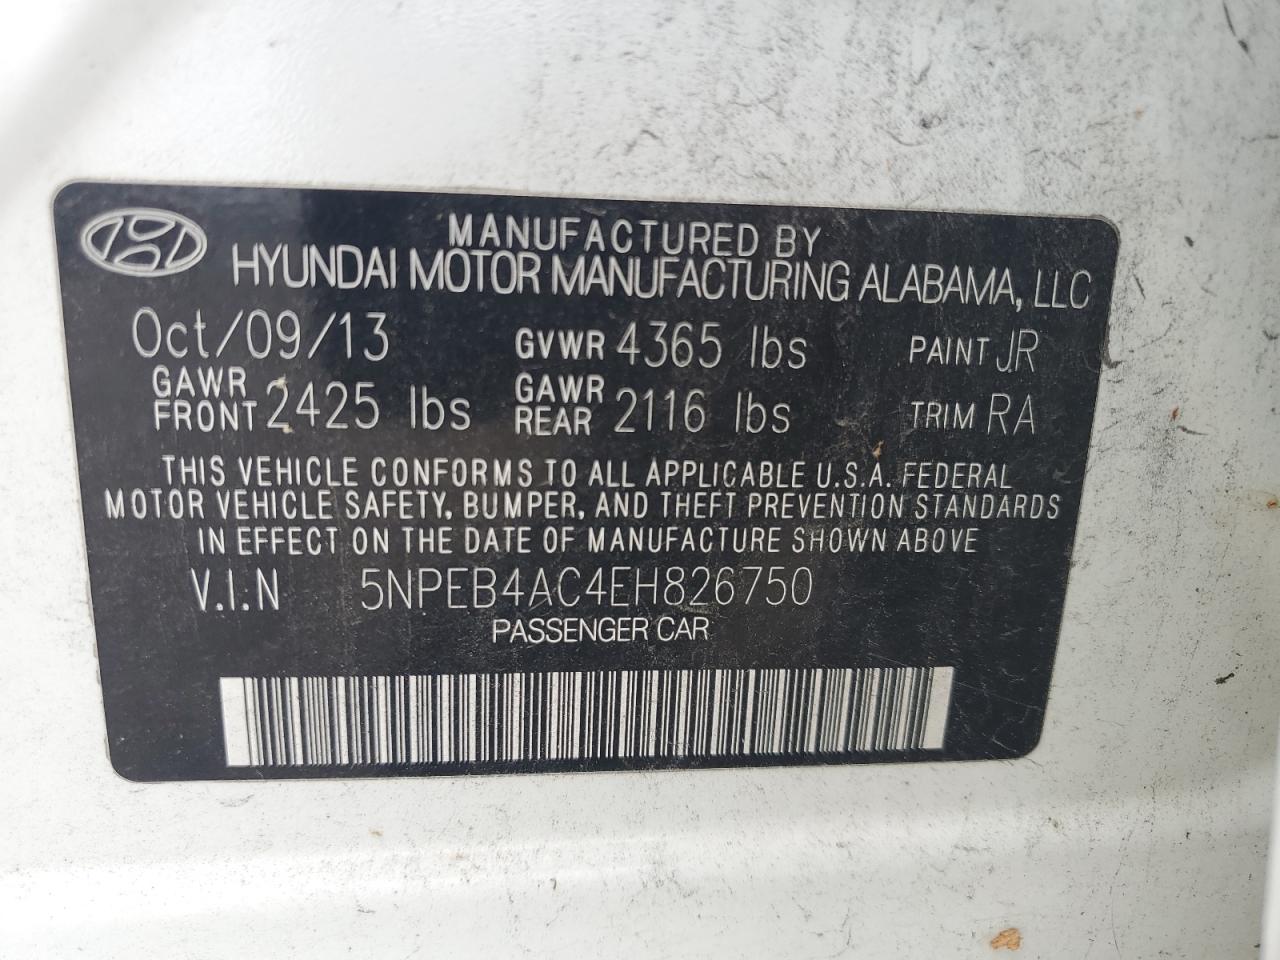 MANUFACTURED BY
HYUNDAI MOTOR MANUFACTURING ALABAMA, LLC
Oct/09/13 GVWR 4365 lbs PAINT JR
GAWR FRONT 2425 lbs GAWR REAR 2116 lbs TRIM RA
THIS VEHICLE CONFORMS TO ALL APPLICABLE U.S.A. FEDERAL
MOTOR VEHICLE SAFETY, BUMPER, AND THEFT PREVENTION STANDARDS
IN EFFECT ON THE DATE OF MANUFACTURE SHOWN ABOVE
V.I.N 5NPEB4AC4EH826750
PASSENGER CAR